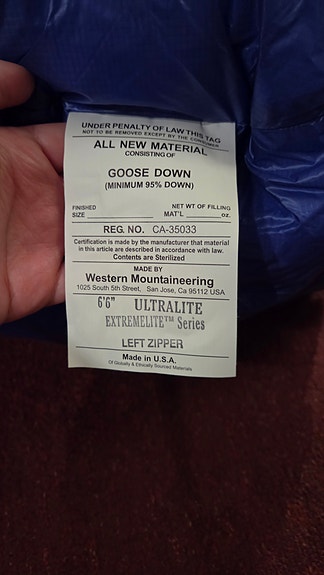 UNDER PENALTY OF LAW THIS TAG
NOT TO BE REMOVED EXCEPT BY THE CONSUMER
ALL NEW MATERIAL
CONSISTING OF
GOOSE DOWN
(MINIMUM 95% DOWN)
FINISHED NET WT OF FILLING
SIZE MAT'L oz.
REG. NO. CA-35033
Certification is made by the manufacturer that material
in this article are described in accordance with law.
Contents are Sterilized
MADE BY
Western Mountaineering
1025 South 5th Street, San Jose, Ca 95112 USA
6'6" ULTRALITE
EXTREMELITE™ Series
LEFT ZIPPER
Made in U.S.A.
Of Globally & Ethically Sourced Materials